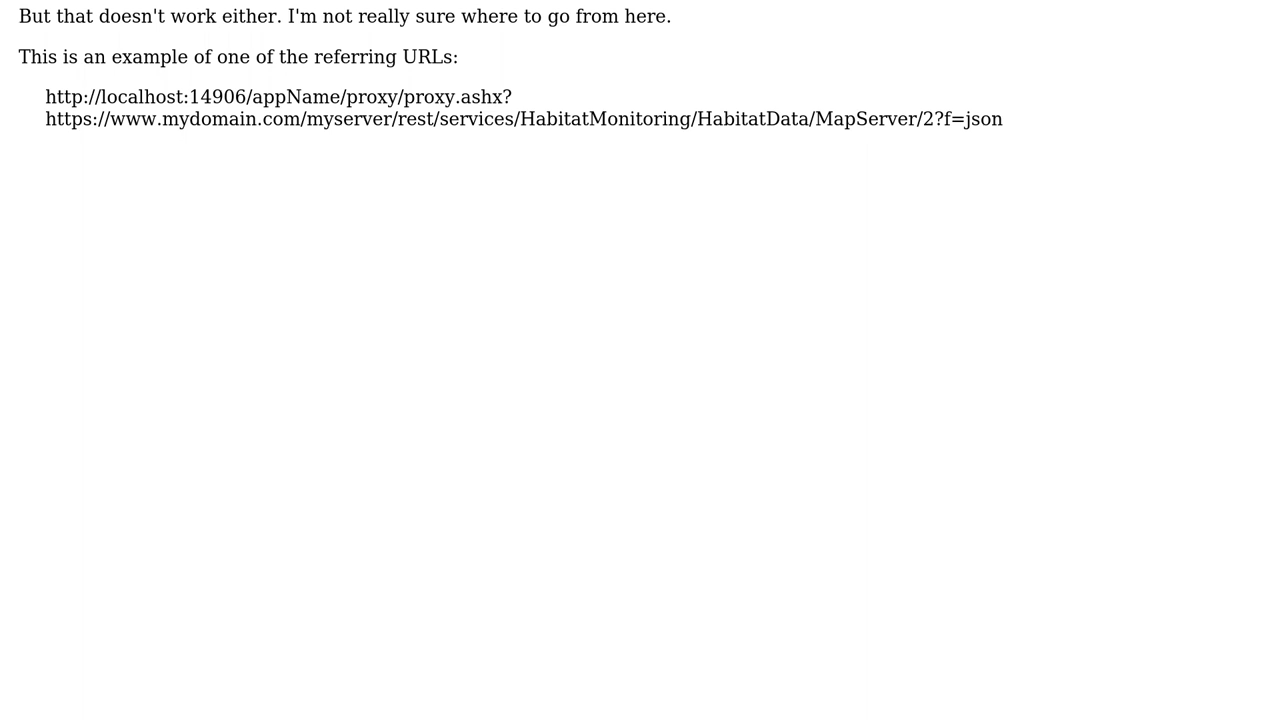 But that doesn't work either. I'm not really sure where to go from here.
This is an example of one of the referring URLs:
http://localhost:14906/appName/proxy/proxy.ashx?
https://www.mydomain.com/myserver/rest/services/HabitatMonitoring/HabitatData/MapServer/2?f=json